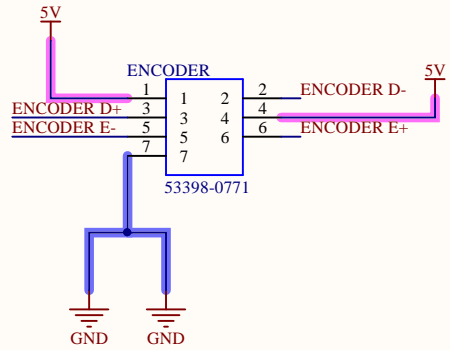 5V
ENCODER
5V
1 1 2 2 ENCODER D-
ENCODER D+ 3 3 4 4
ENCODER E- 5 5 6 6 ENCODER E+
7 7
53398-0771
GND GND